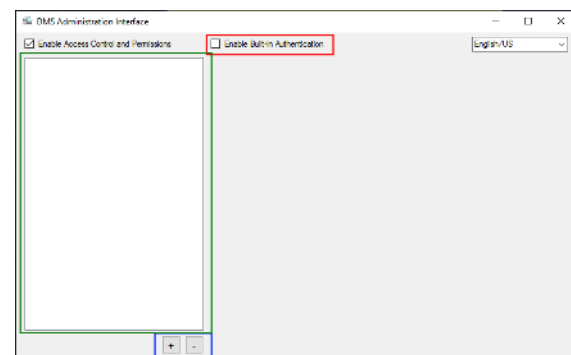 DMS Administration Interface
Enable Access Control and Permissions
Enable Built-in Authentication
English/US
+ -